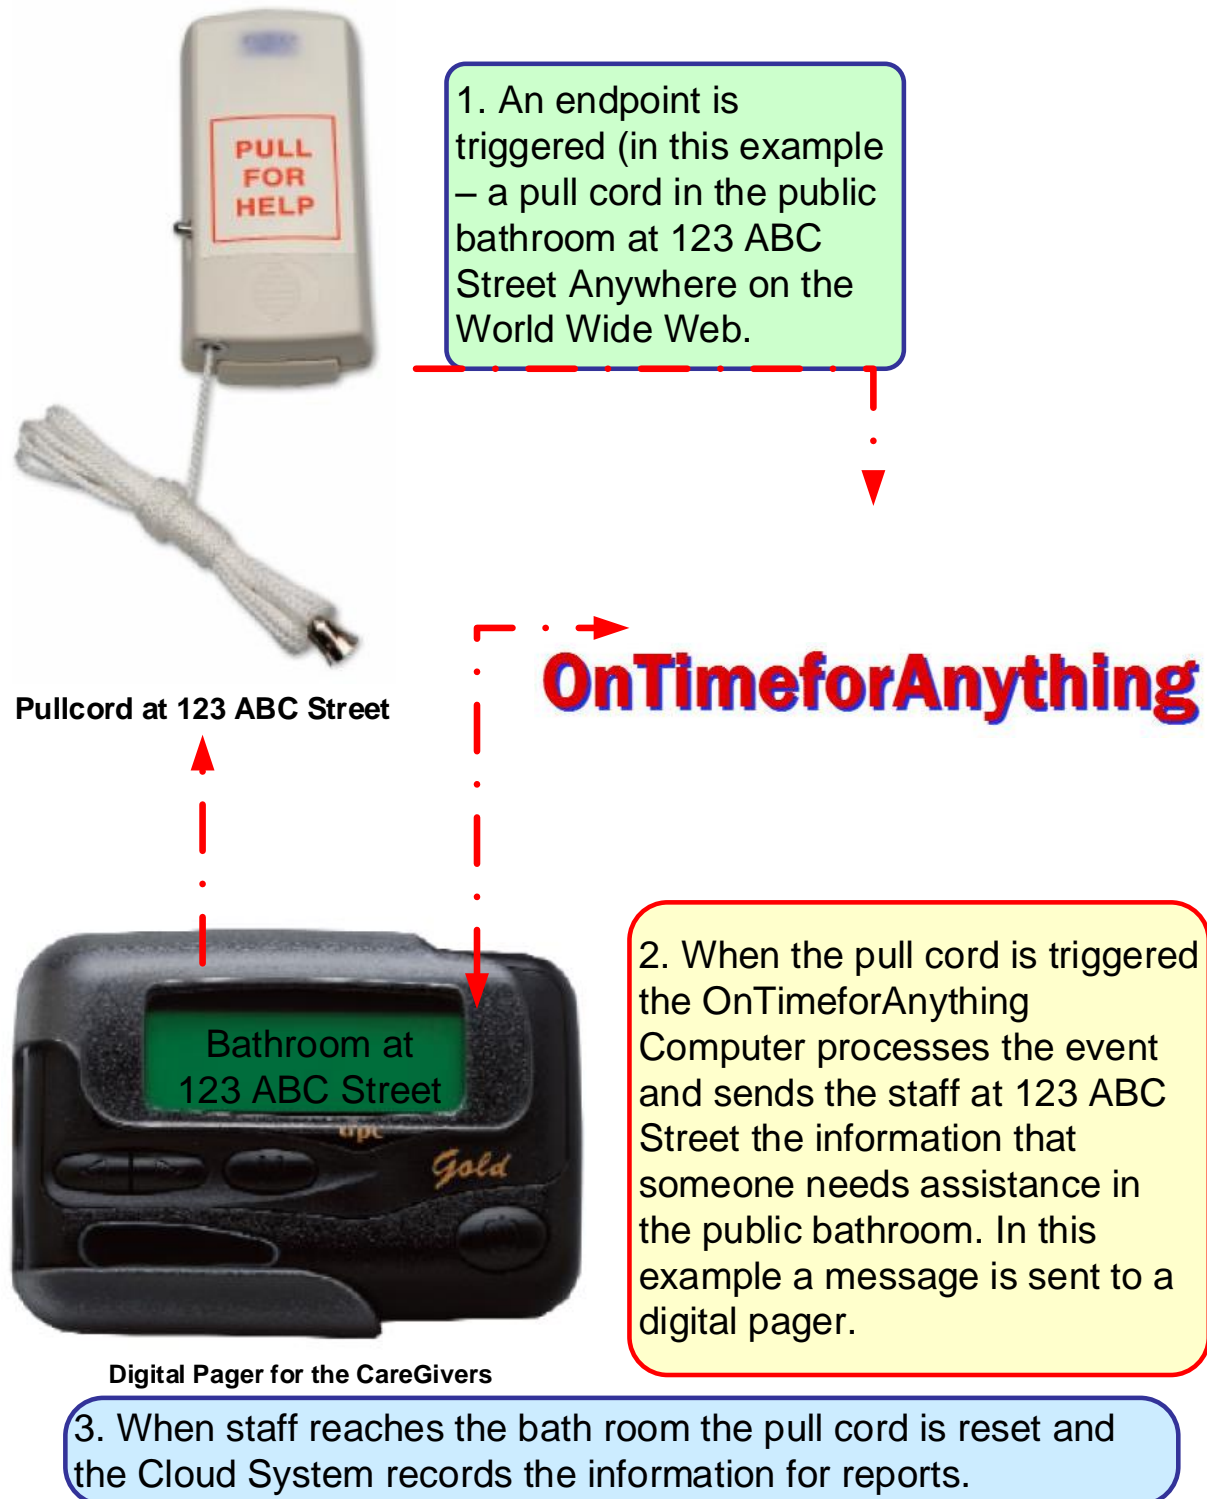 PULL
FOR
HELP
1. An endpoint is
triggered (in this example
– a pull cord in the public
bathroom at 123 ABC
Street Anywhere on the
World Wide Web.
Pullcord at 123 ABC Street
OnTimeforAnything
Bathroom at
123 ABC Street
Gold
2. When the pull cord is triggered
the OnTimeforAnything
Computer processes the event
and sends the staff at 123 ABC
Street the information that
someone needs assistance in
the public bathroom. In this
example a message is sent to a
digital pager.
Digital Pager for the CareGivers
3. When staff reaches the bath room the pull cord is reset and
the Cloud System records the information for reports.